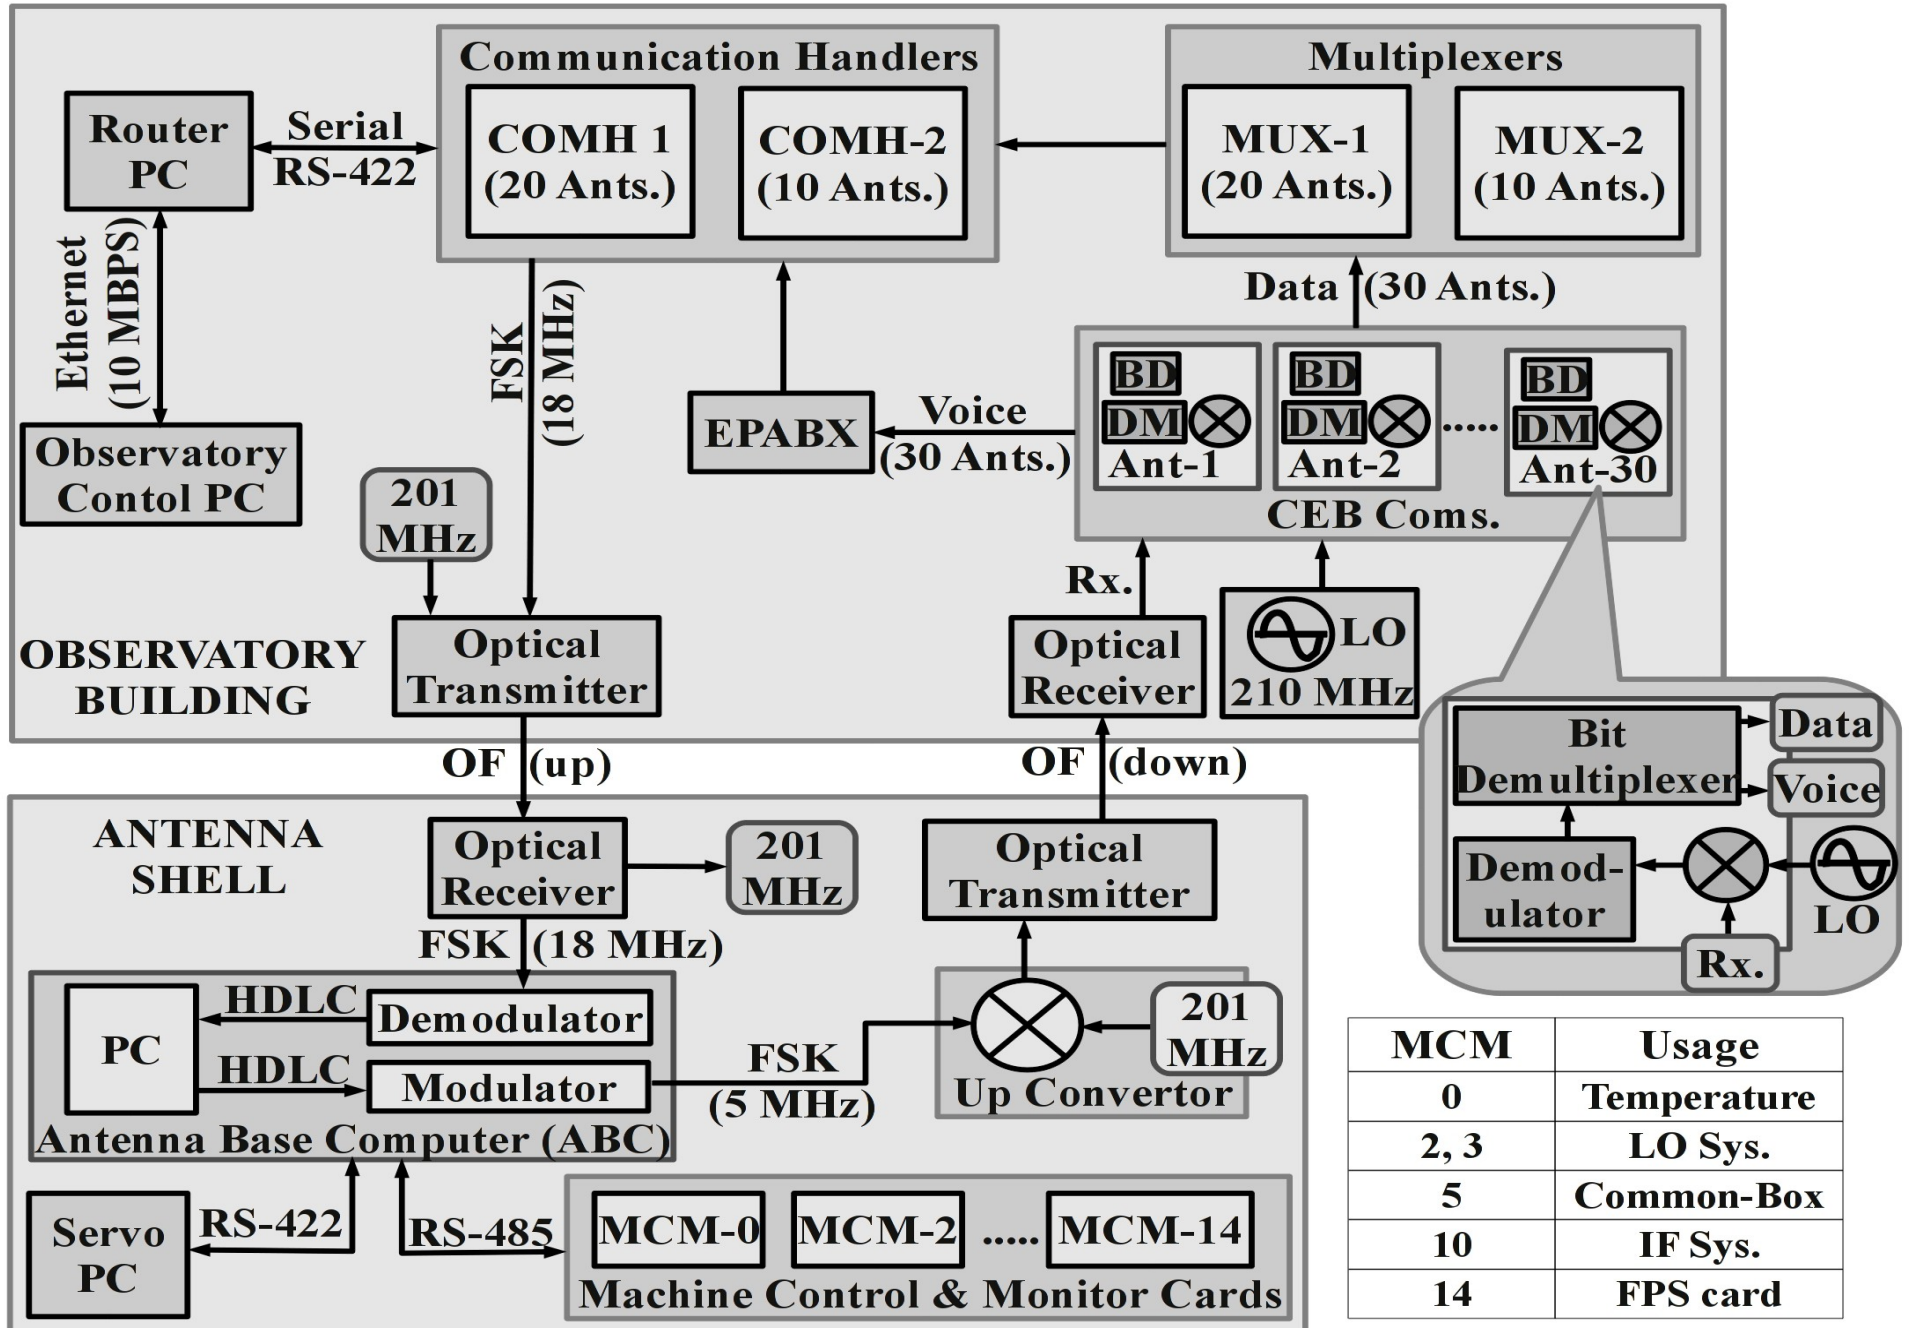 Communication Handlers
COMH 1
(20 Ants.)
COMH-2
(10 Ants.)
Multiplexers
MUX-1
(20 Ants.)
MUX-2
(10 Ants.)
Router
PC
Serial
RS-422
Ethernet
(10 MBPS)
Observatory
Contol PC
FSK
(18 MHz)
201
MHz
EPABX
Voice
(30 Ants.)
Data (30 Ants.)
BD
DM
Ant-1
BD
DM
Ant-2
.....
BD
DM
Ant-30
CEB Coms.
Rx.
LO
210 MHz
Optical
Transmitter
Optical
Receiver
OBSERVATORY
BUILDING
OF (up)
OF (down)
Bit
Demultiplexer
Data
Voice
Demod-
ulator
LO
Rx.
ANTENNA
SHELL
Optical
Receiver
201
MHz
Optical
Transmitter
FSK (18 MHz)
PC
HDLC
Demodulator
HDLC
Modulator
Antenna Base Computer (ABC)
FSK
(5 MHz)
201
MHz
Up Convertor
Servo
PC
RS-422
RS-485
MCM-0
MCM-2
.....
MCM-14
Machine Control & Monitor Cards
MCM Usage
0 Temperature
2, 3 LO Sys.
5 Common-Box
10 IF Sys.
14 FPS card